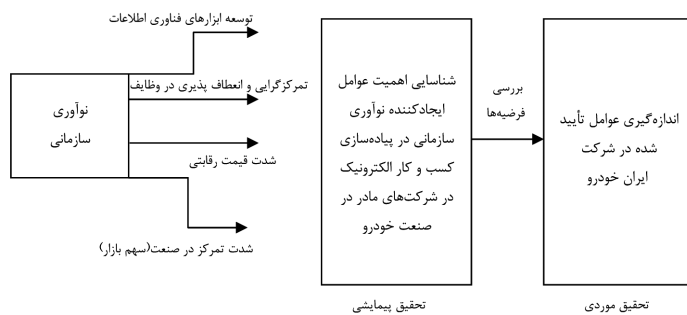 توسعه ابزارهای فناوری اطلاعات
تمرکزگرایی و انعطاف پذیری در وظایف
نوآوری
سازمانی
شدت قیمت رقابتی
شدت تمرکز در صنعت(سهم بازار)
شناسایی اهمیت عوامل
ایجادکننده نوآوری
سازمانی در پیاده‌سازی
کسب و کار الکترونیک
در شرکت‌های مادر در
صنعت خودرو
تحقیق پیمایشی
بررسی
فرضیه‌ها
اندازه‌گیری عوامل تأیید
شده در شرکت
ایران خودرو
تحقیق موردی